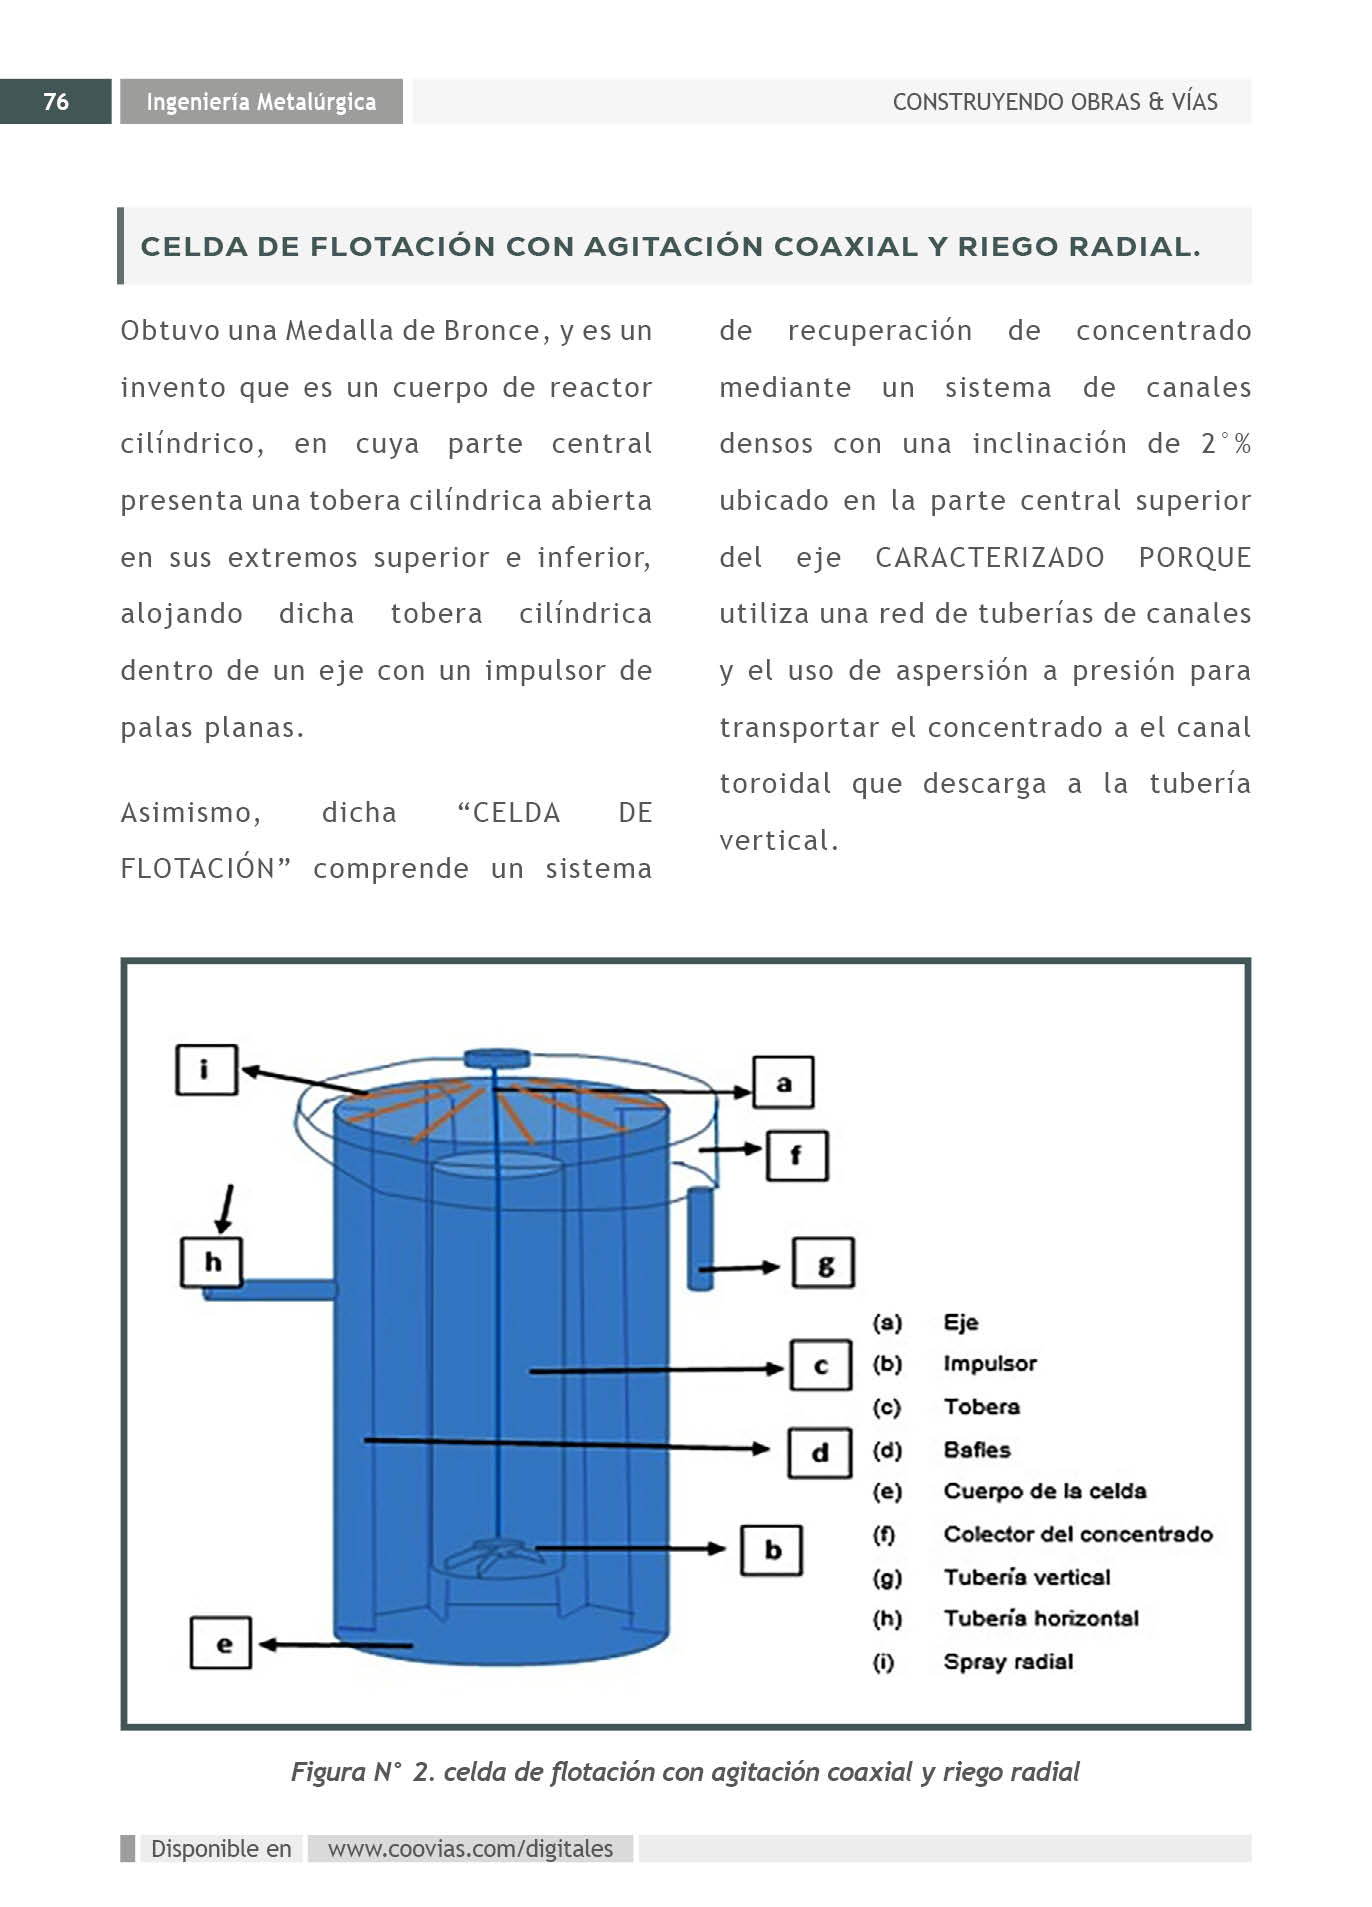 76
Ingeniería Metalúrgica
CONSTRUYENDO OBRAS & VÍAS
CELDA DE FLOTACIÓN CON AGITACIÓN COAXIAL Y RIEGO RADIAL.
Obtuvo una Medalla de Bronce, y es un
invento que es un cuerpo de reactor
cilíndrico, en cuya parte central
presenta una tobera cilíndrica abierta
en sus extremos superior e inferior,
alojando dicha tobera cilíndrica
dentro de un eje con un impulsor de
palas planas.
Asimismo, dicha “CELDA DE
FLOTACIÓN” comprende un sistema
de recuperación de concentrado
mediante un sistema de canales
densos con una inclinación de 2°%
ubicado en la parte central superior
del eje CARACTERIZADO PORQUE
utiliza una red de tuberías de canales
y el uso de aspersión a presión para
transportar el concentrado a el canal
toroidal que descarga a la tubería
vertical.
i
a
f
h
g
c
d
b
e
(a) Eje
(b) Impulsor
(c) Tobera
(d) Bafles
(e) Cuerpo de la celda
(f) Colector del concentrado
(g) Tubería vertical
(h) Tubería horizontal
(i) Spray radial
Figura N° 2. celda de flotación con agitación coaxial y riego radial
Disponible en www.coovias.com/digitales